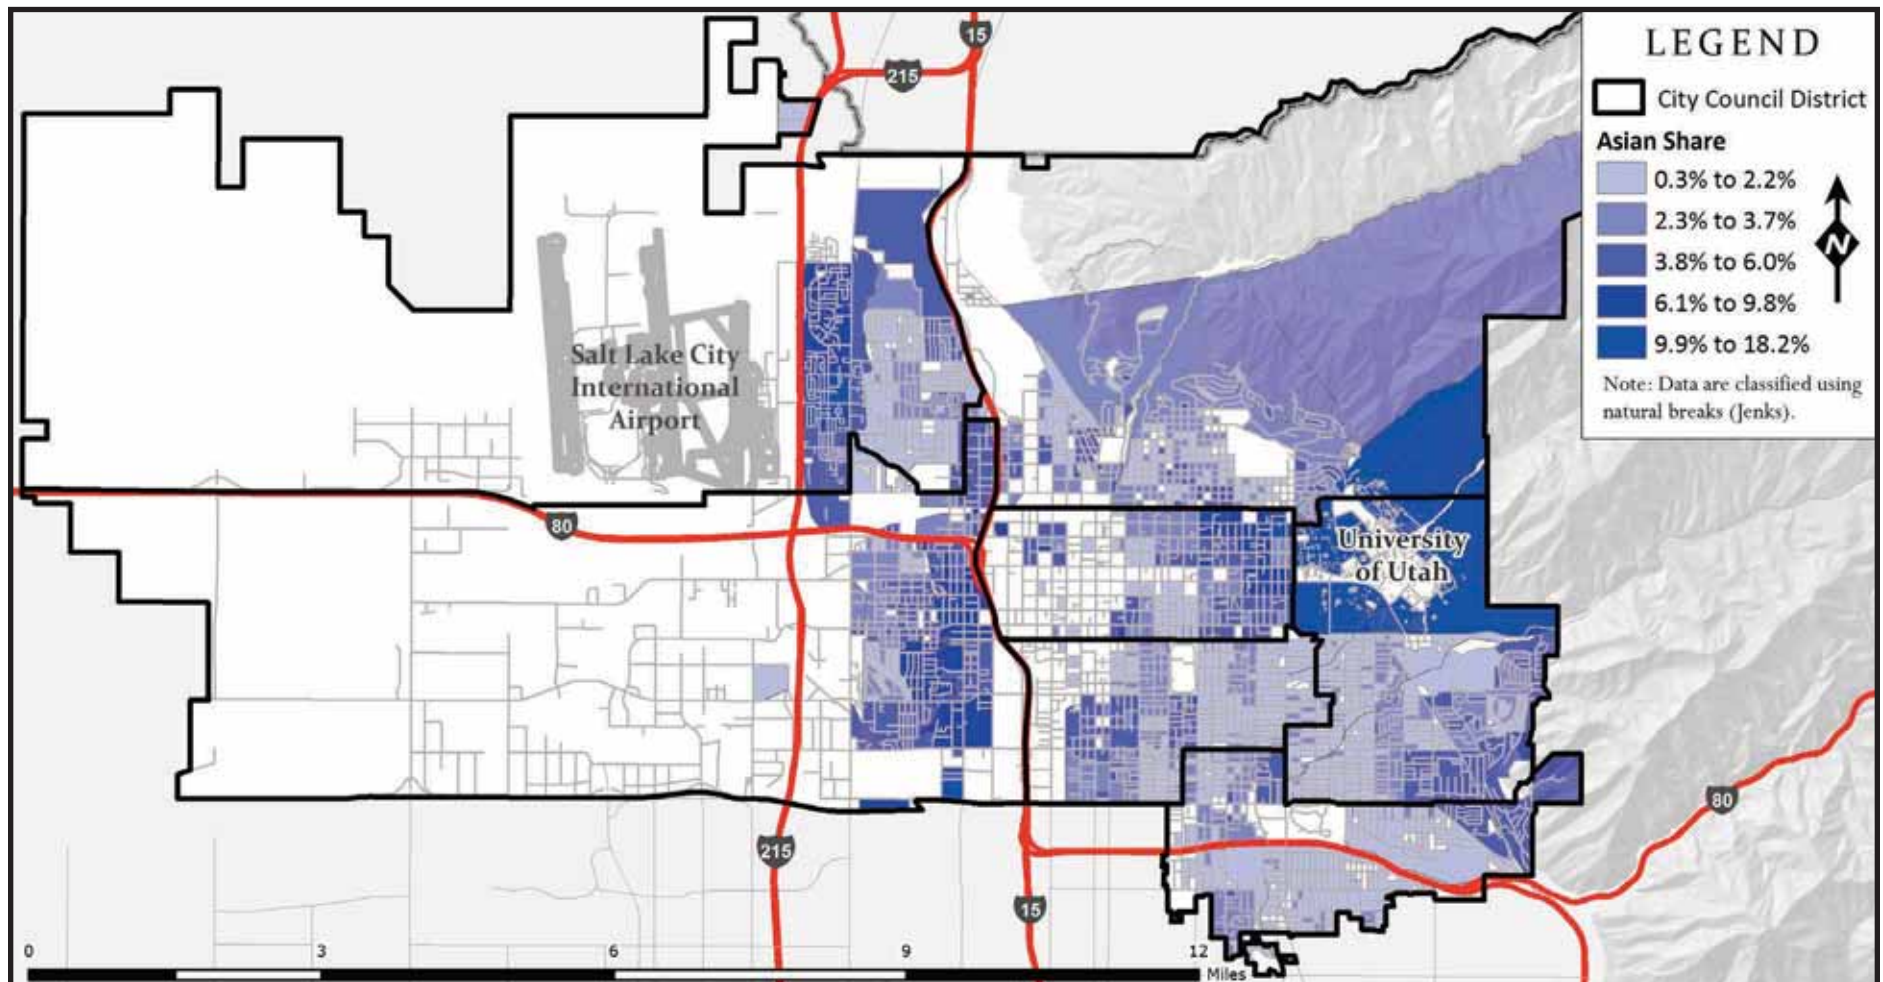 15
215
LEGEND
City Council District
Asian Share
0.3% to 2.2%
2.3% to 3.7%
3.8% to 6.0%
6.1% to 9.8%
9.9% to 18.2%
N
Note: Data are classified using
natural breaks (Jenks).
Salt Lake City
International
Airport
80
University
of Utah
80
215
15
0 3 6 9 12
Miles